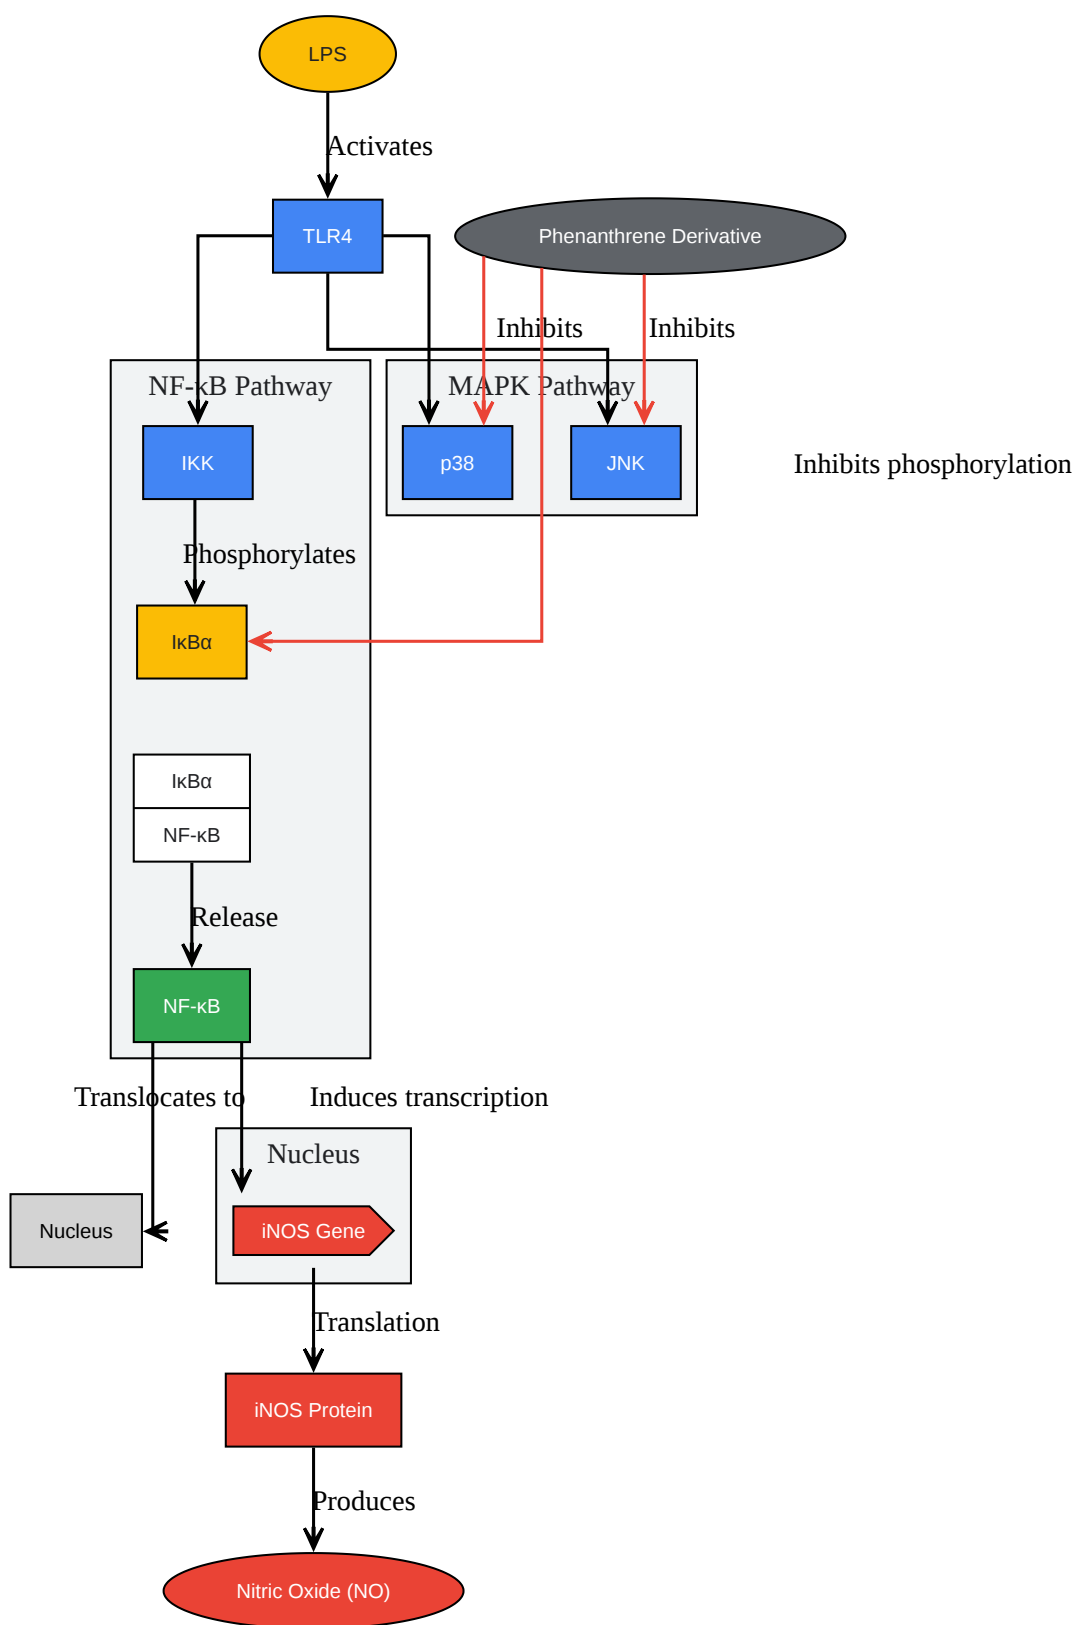 LPS
Activates
TLR4
Phenanthrene Derivative
Inhibits
Inhibits
NF-κB Pathway
MAPK Pathway
IKK
p38
JNK
Inhibits phosphorylation
Phosphorylates
IκBα
IκBα
NF-κB
Release
NF-κB
Translocates to
Induces transcription
Nucleus
Nucleus
iNOS Gene
Translation
iNOS Protein
Produces
Nitric Oxide (NO)